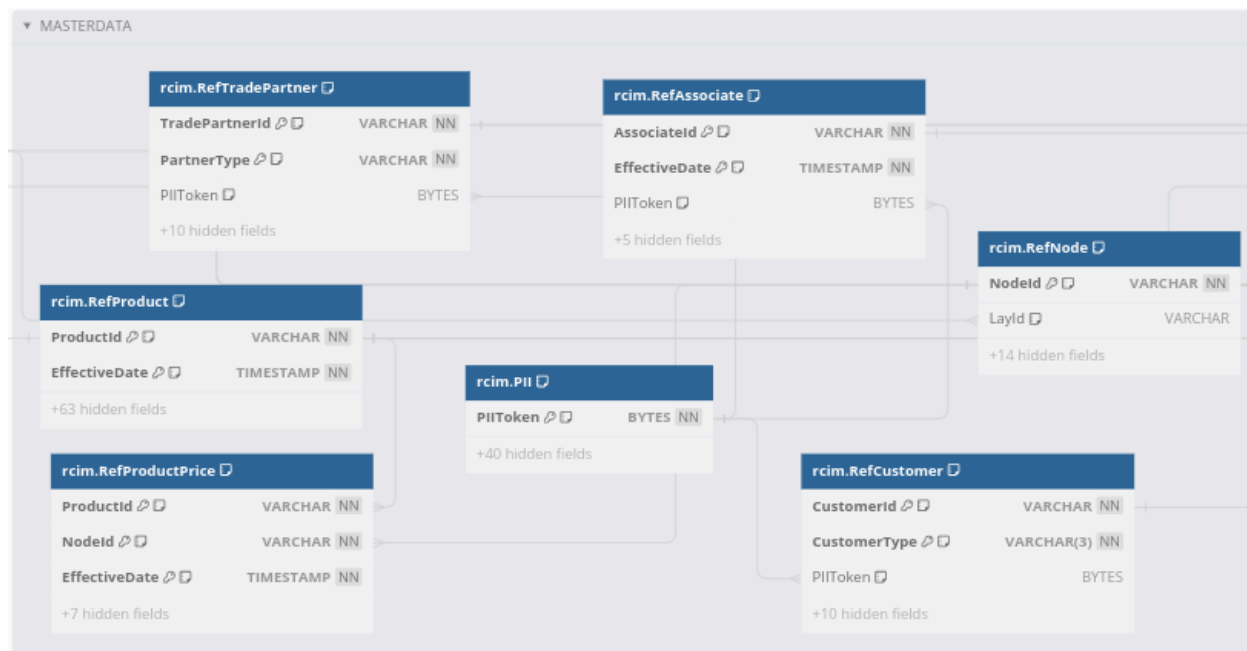 MASTERDATA
rcim.RefTradePartner
TradePartnerId VARCHAR NN
PartnerType VARCHAR NN
PIIToken BYTES
+10 hidden fields
rcim.RefAssociate
AssociateId VARCHAR NN
EffectiveDate TIMESTAMP NN
PIIToken BYTES
+5 hidden fields
rcim.RefNode
NodeId VARCHAR NN
LayId VARCHAR
+14 hidden fields
rcim.RefProduct
ProductId VARCHAR NN
EffectiveDate TIMESTAMP NN
+63 hidden fields
rcim.PII
PIIToken BYTES NN
+40 hidden fields
rcim.RefProductPrice
ProductId VARCHAR NN
NodeId VARCHAR NN
EffectiveDate TIMESTAMP NN
+7 hidden fields
rcim.RefCustomer
CustomerId VARCHAR NN
CustomerType VARCHAR(3) NN
PIIToken BYTES
+10 hidden fields